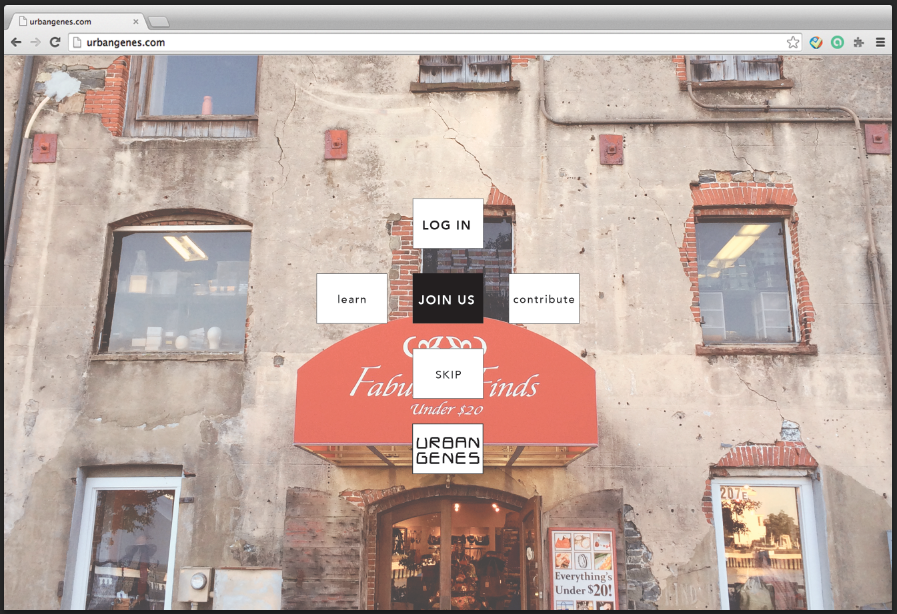 urbangenes.com
urbangenes.com
LOG IN
learn
JOIN US
contribute
SKIP
Fabu Finds
Under $20
URBAN
GENES
207E
Everything's
Under $20!